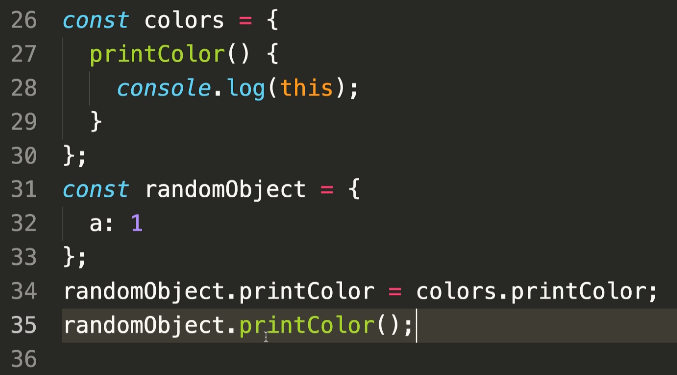 26 const colors = {
27   printColor() {
28     console.log(this);
29   }
30 };
31 const randomObject = {
32   a: 1
33 };
34 randomObject.printColor = colors.printColor;
35 randomObject.printColor();
36